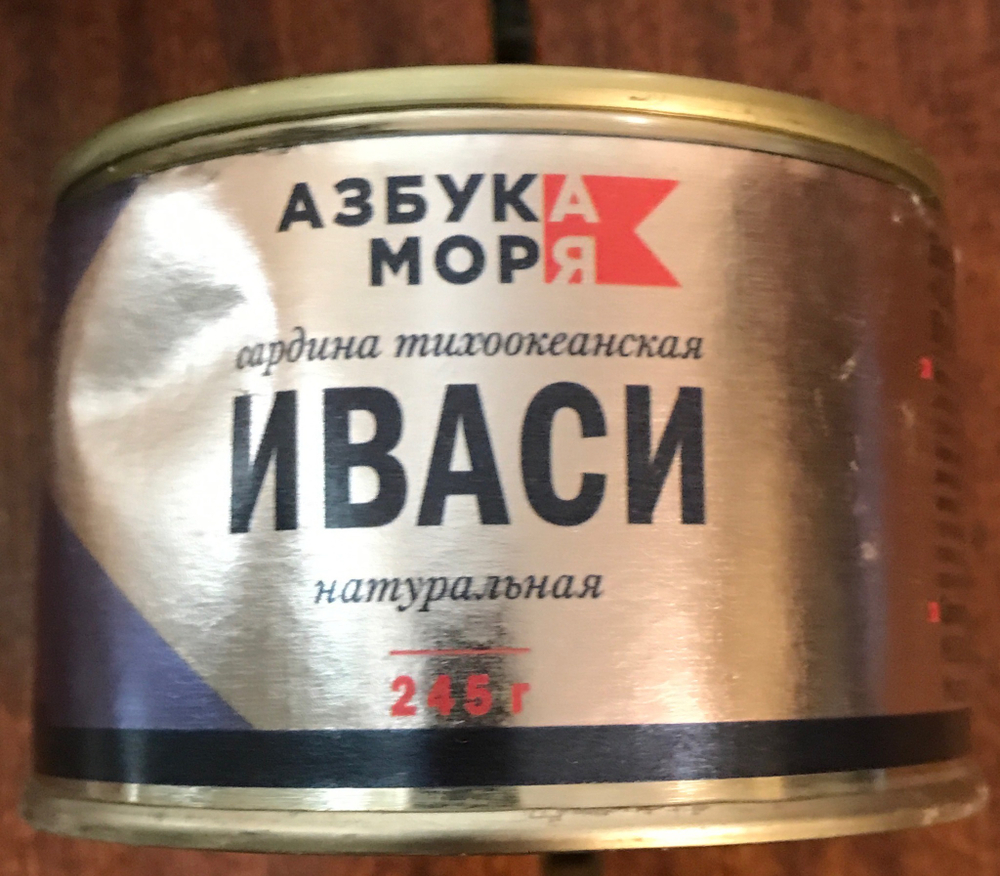 АЗБУКА
МОРЯ
сардина тихоокеанская
ИВАСИ
натуральная
245 г